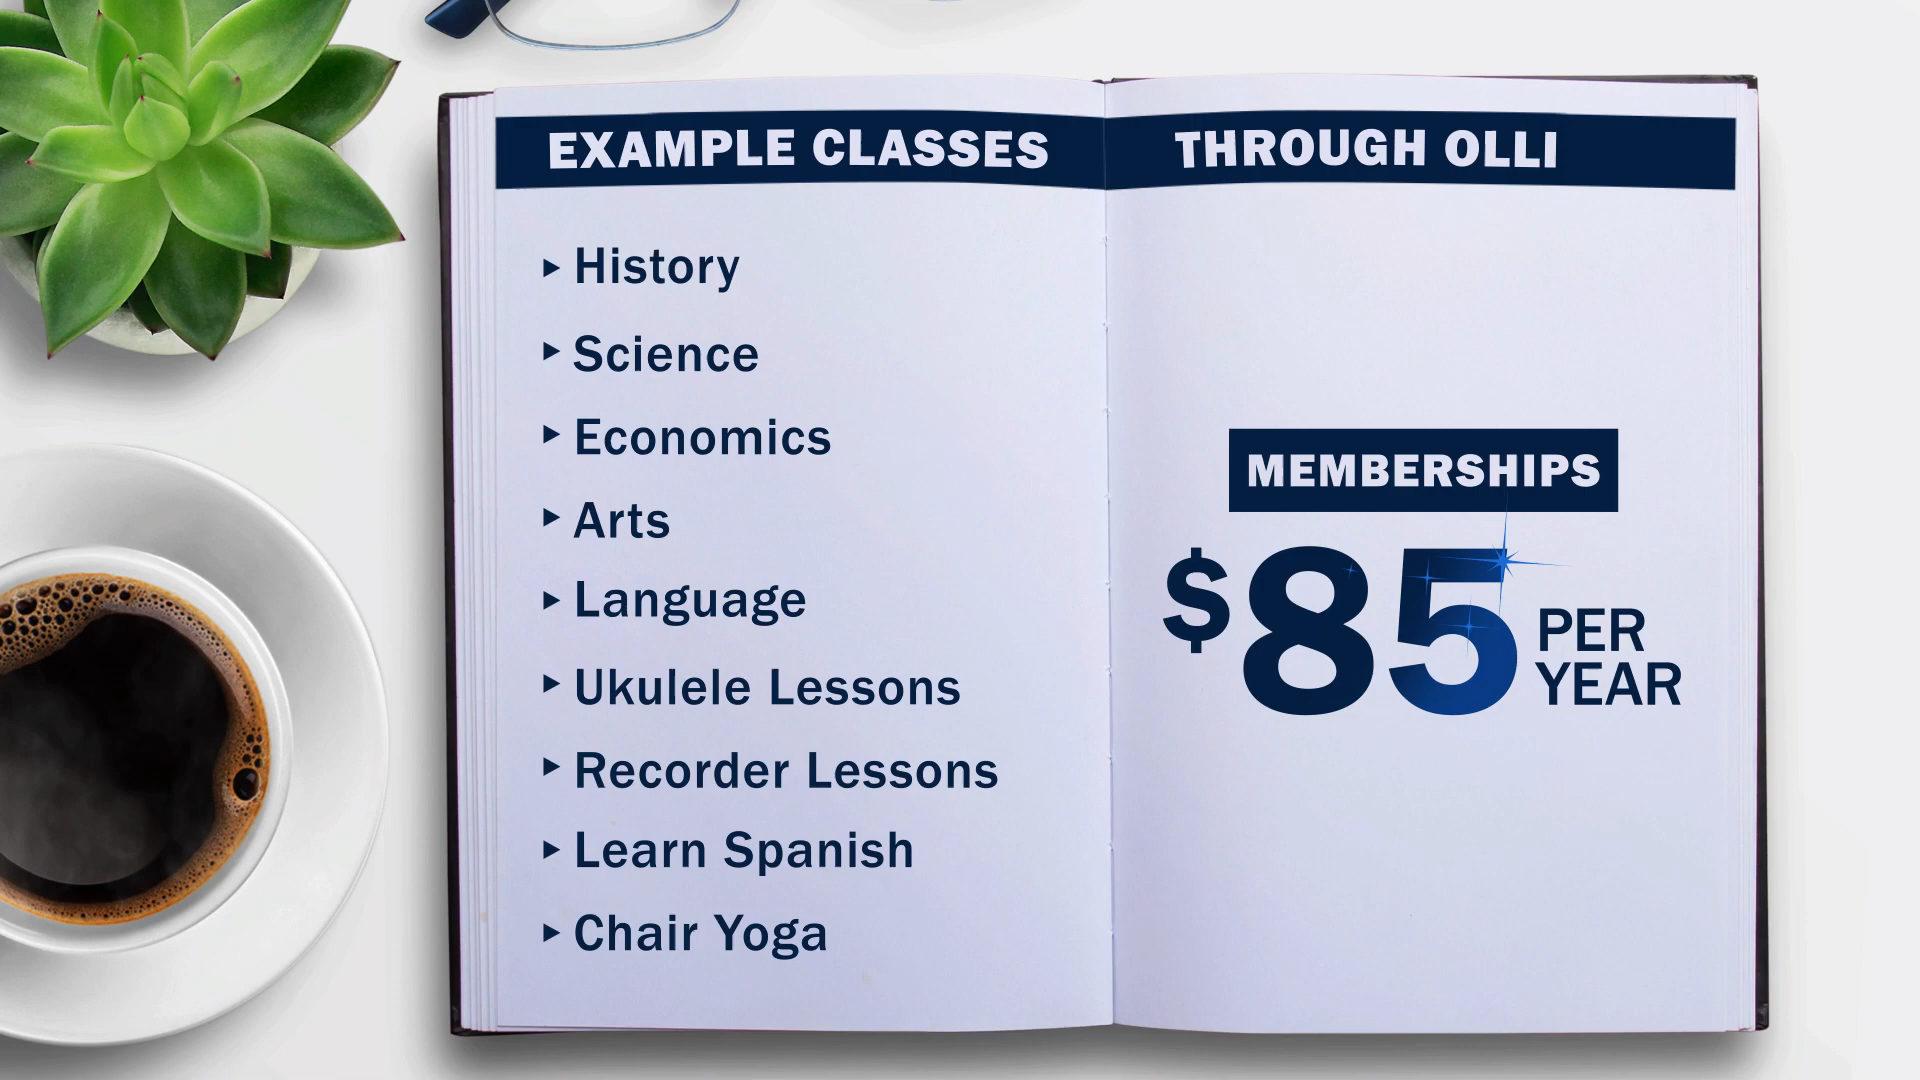 EXAMPLE CLASSES THROUGH OLLI
History
Science
Economics
Arts
Language
Ukulele Lessons
Recorder Lessons
Learn Spanish
Chair Yoga
MEMBERSHIPS
$85 PER YEAR